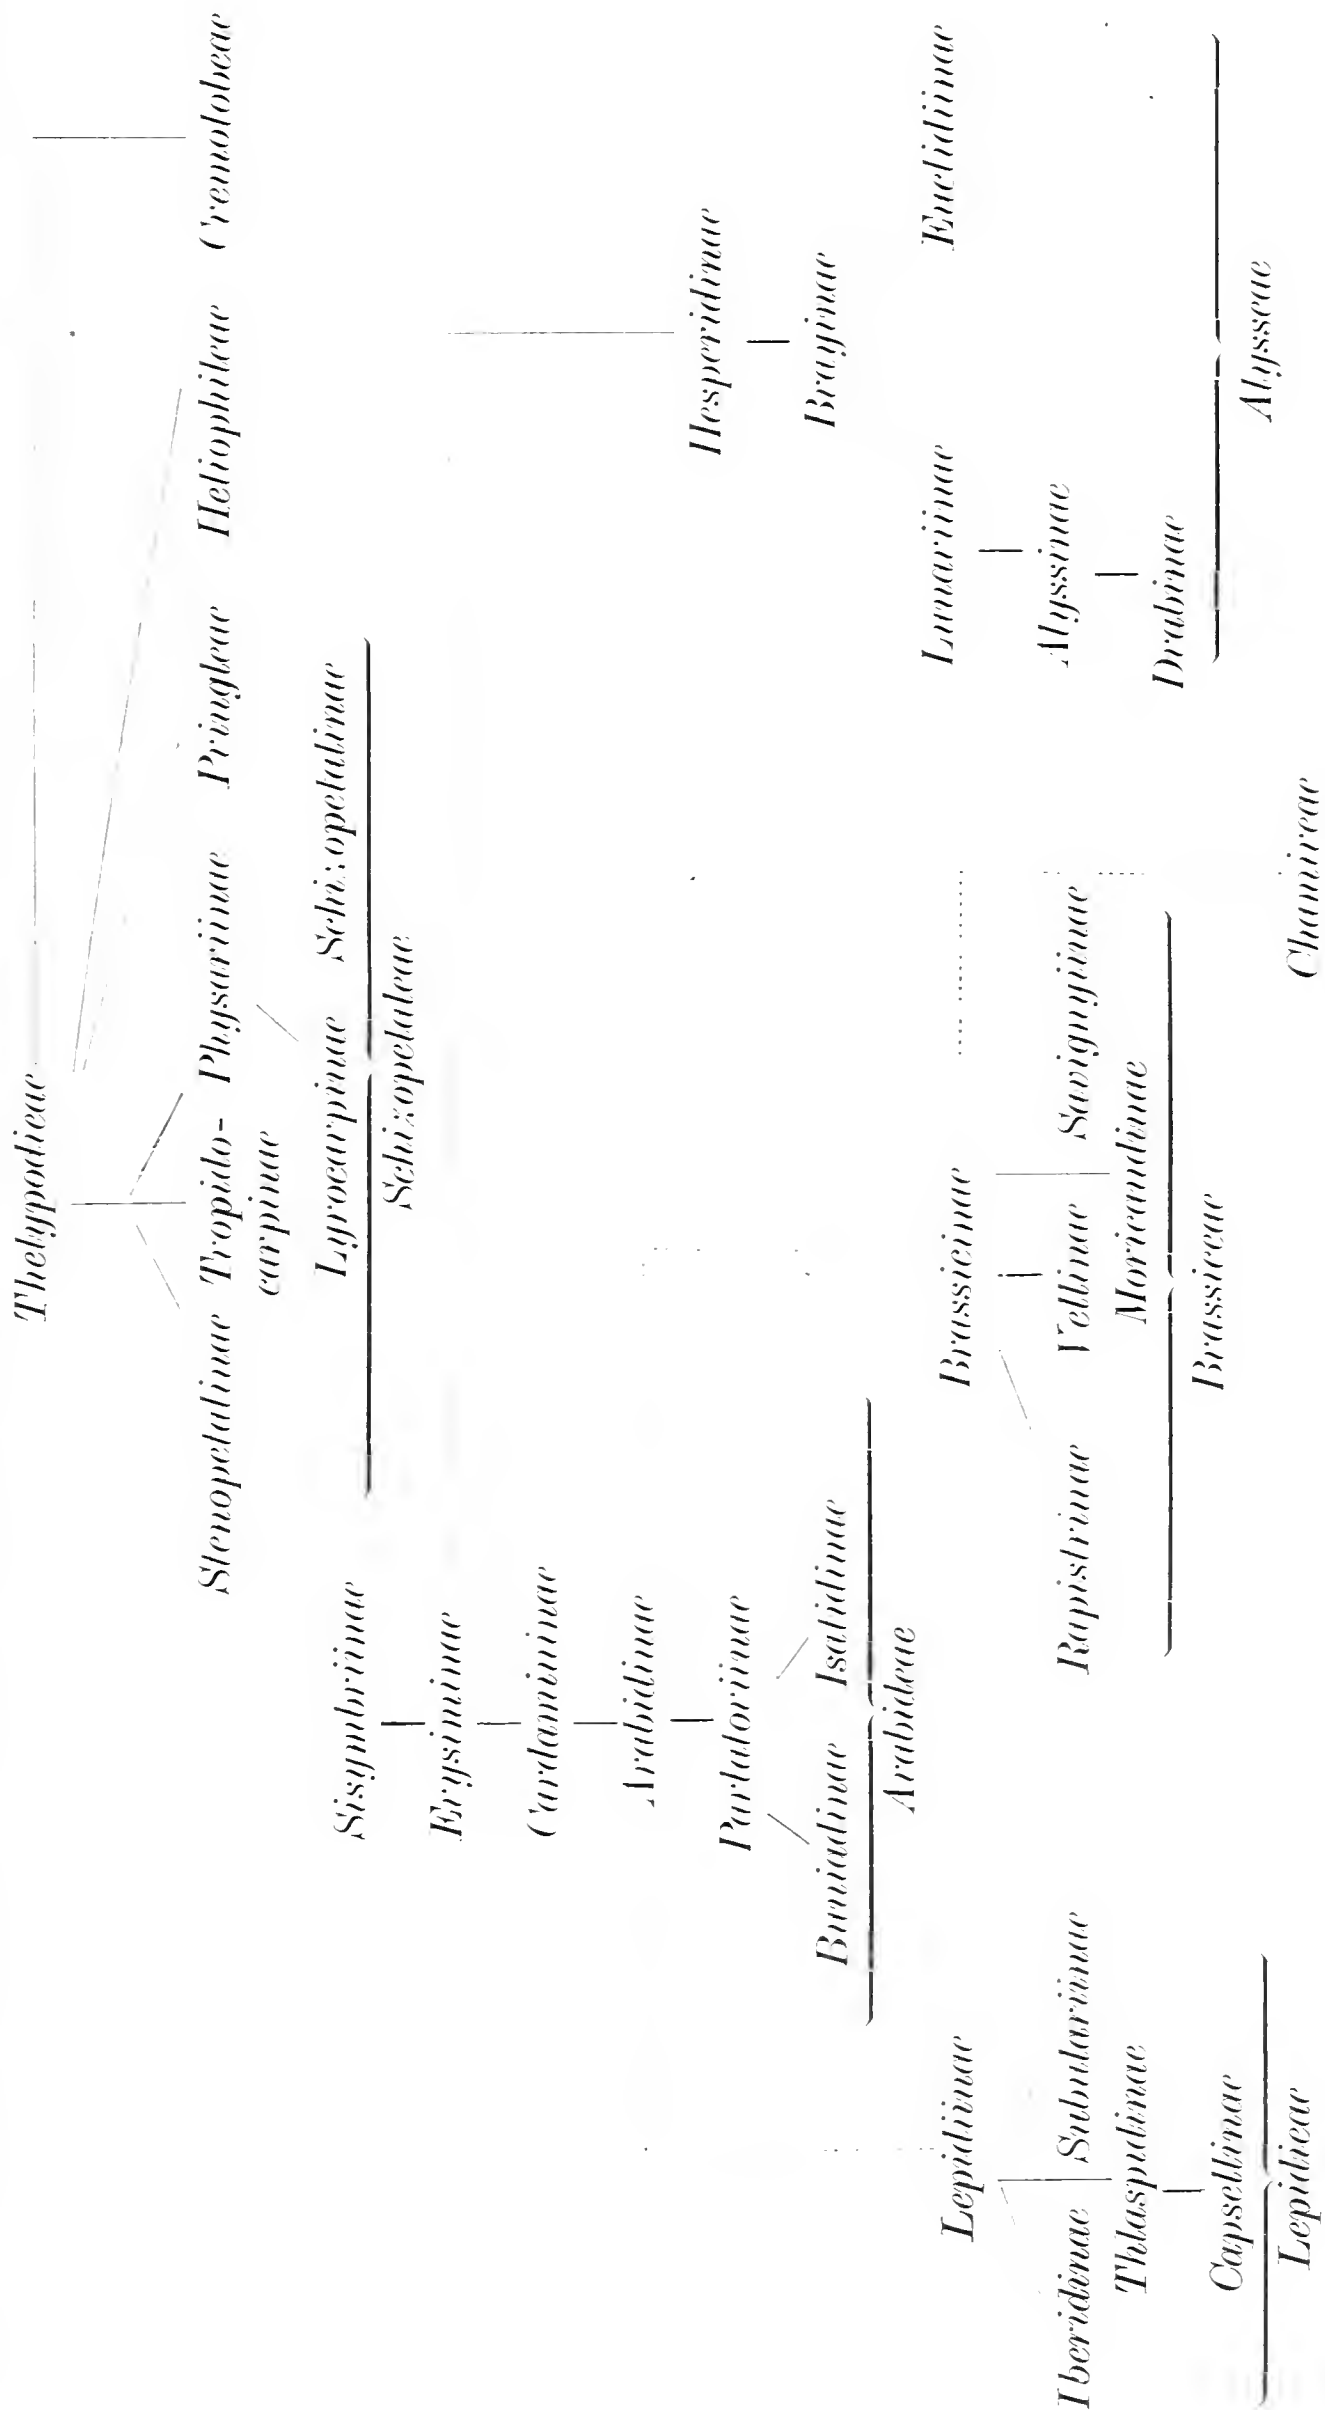 Thelypodieae
Stenopetalinae Tropido- Physariinae Pringleae Heliophileae Cremolobeae
carpinae
Lyrocarpinae Schizopetalinae
Schizopetaleae
Sisymbriinae
Erysiminae
Cardamininae
Arabidinae
Parlatoriinae
Buniadinae Isatidinae
Arabideae
Hesperidinae
Brayinae
Lepidiinae Brassicinae Lunariinae Euclidiinae
Iberidinae Subulariinae Rapistrinae Vellinae Savignyinae Alyssinae
Thlaspidinae Moricandinae Drabinae
Capsellinae Brassiceae Alysseae
Lepidieae Chamireae